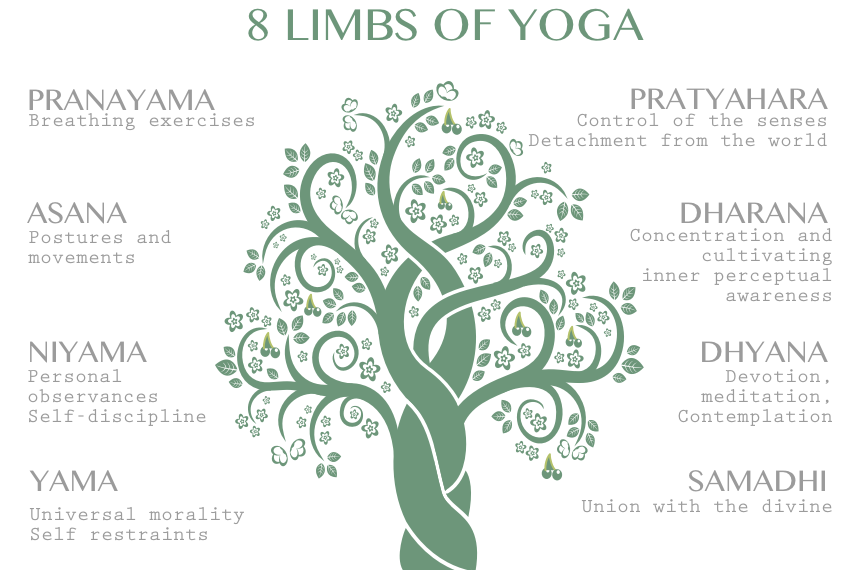 8 LIMBS OF YOGA
PRANAYAMA
Breathing exercises
ASANA
Postures and
movements
NIYAMA
Personal
observances
Self-discipline
YAMA
Universal morality
Self restraints
PRATYAHARA
Control of the senses
Detachment from the world
DHARANA
Concentration and
cultivating
inner perceptual
awareness
DHYANA
Devotion,
meditation,
Contemplation
SAMADHI
Union with the divine